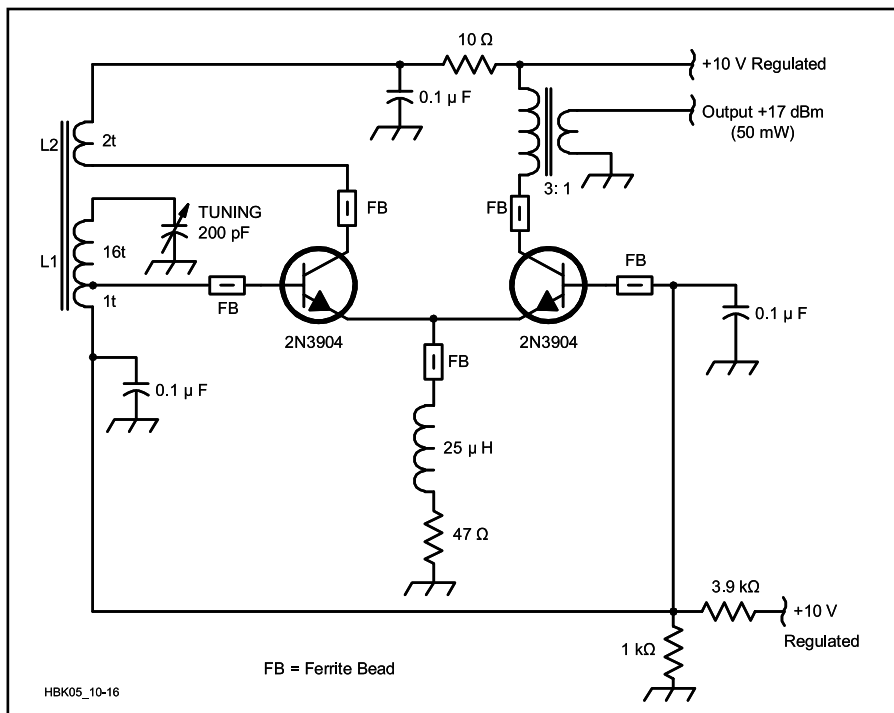 10 Ω
+10 V Regulated
0.1 µ F
Output +17 dBm
(50 mW)
L2
2t
3: 1
FB
FB
TUNING
200 pF
L1
16t
1t
FB
FB
2N3904
2N3904
0.1 µ F
FB
0.1 µ F
25 µ H
47 Ω
3.9 kΩ
+10 V
Regulated
1 kΩ
FB = Ferrite Bead
HBK05_10-16